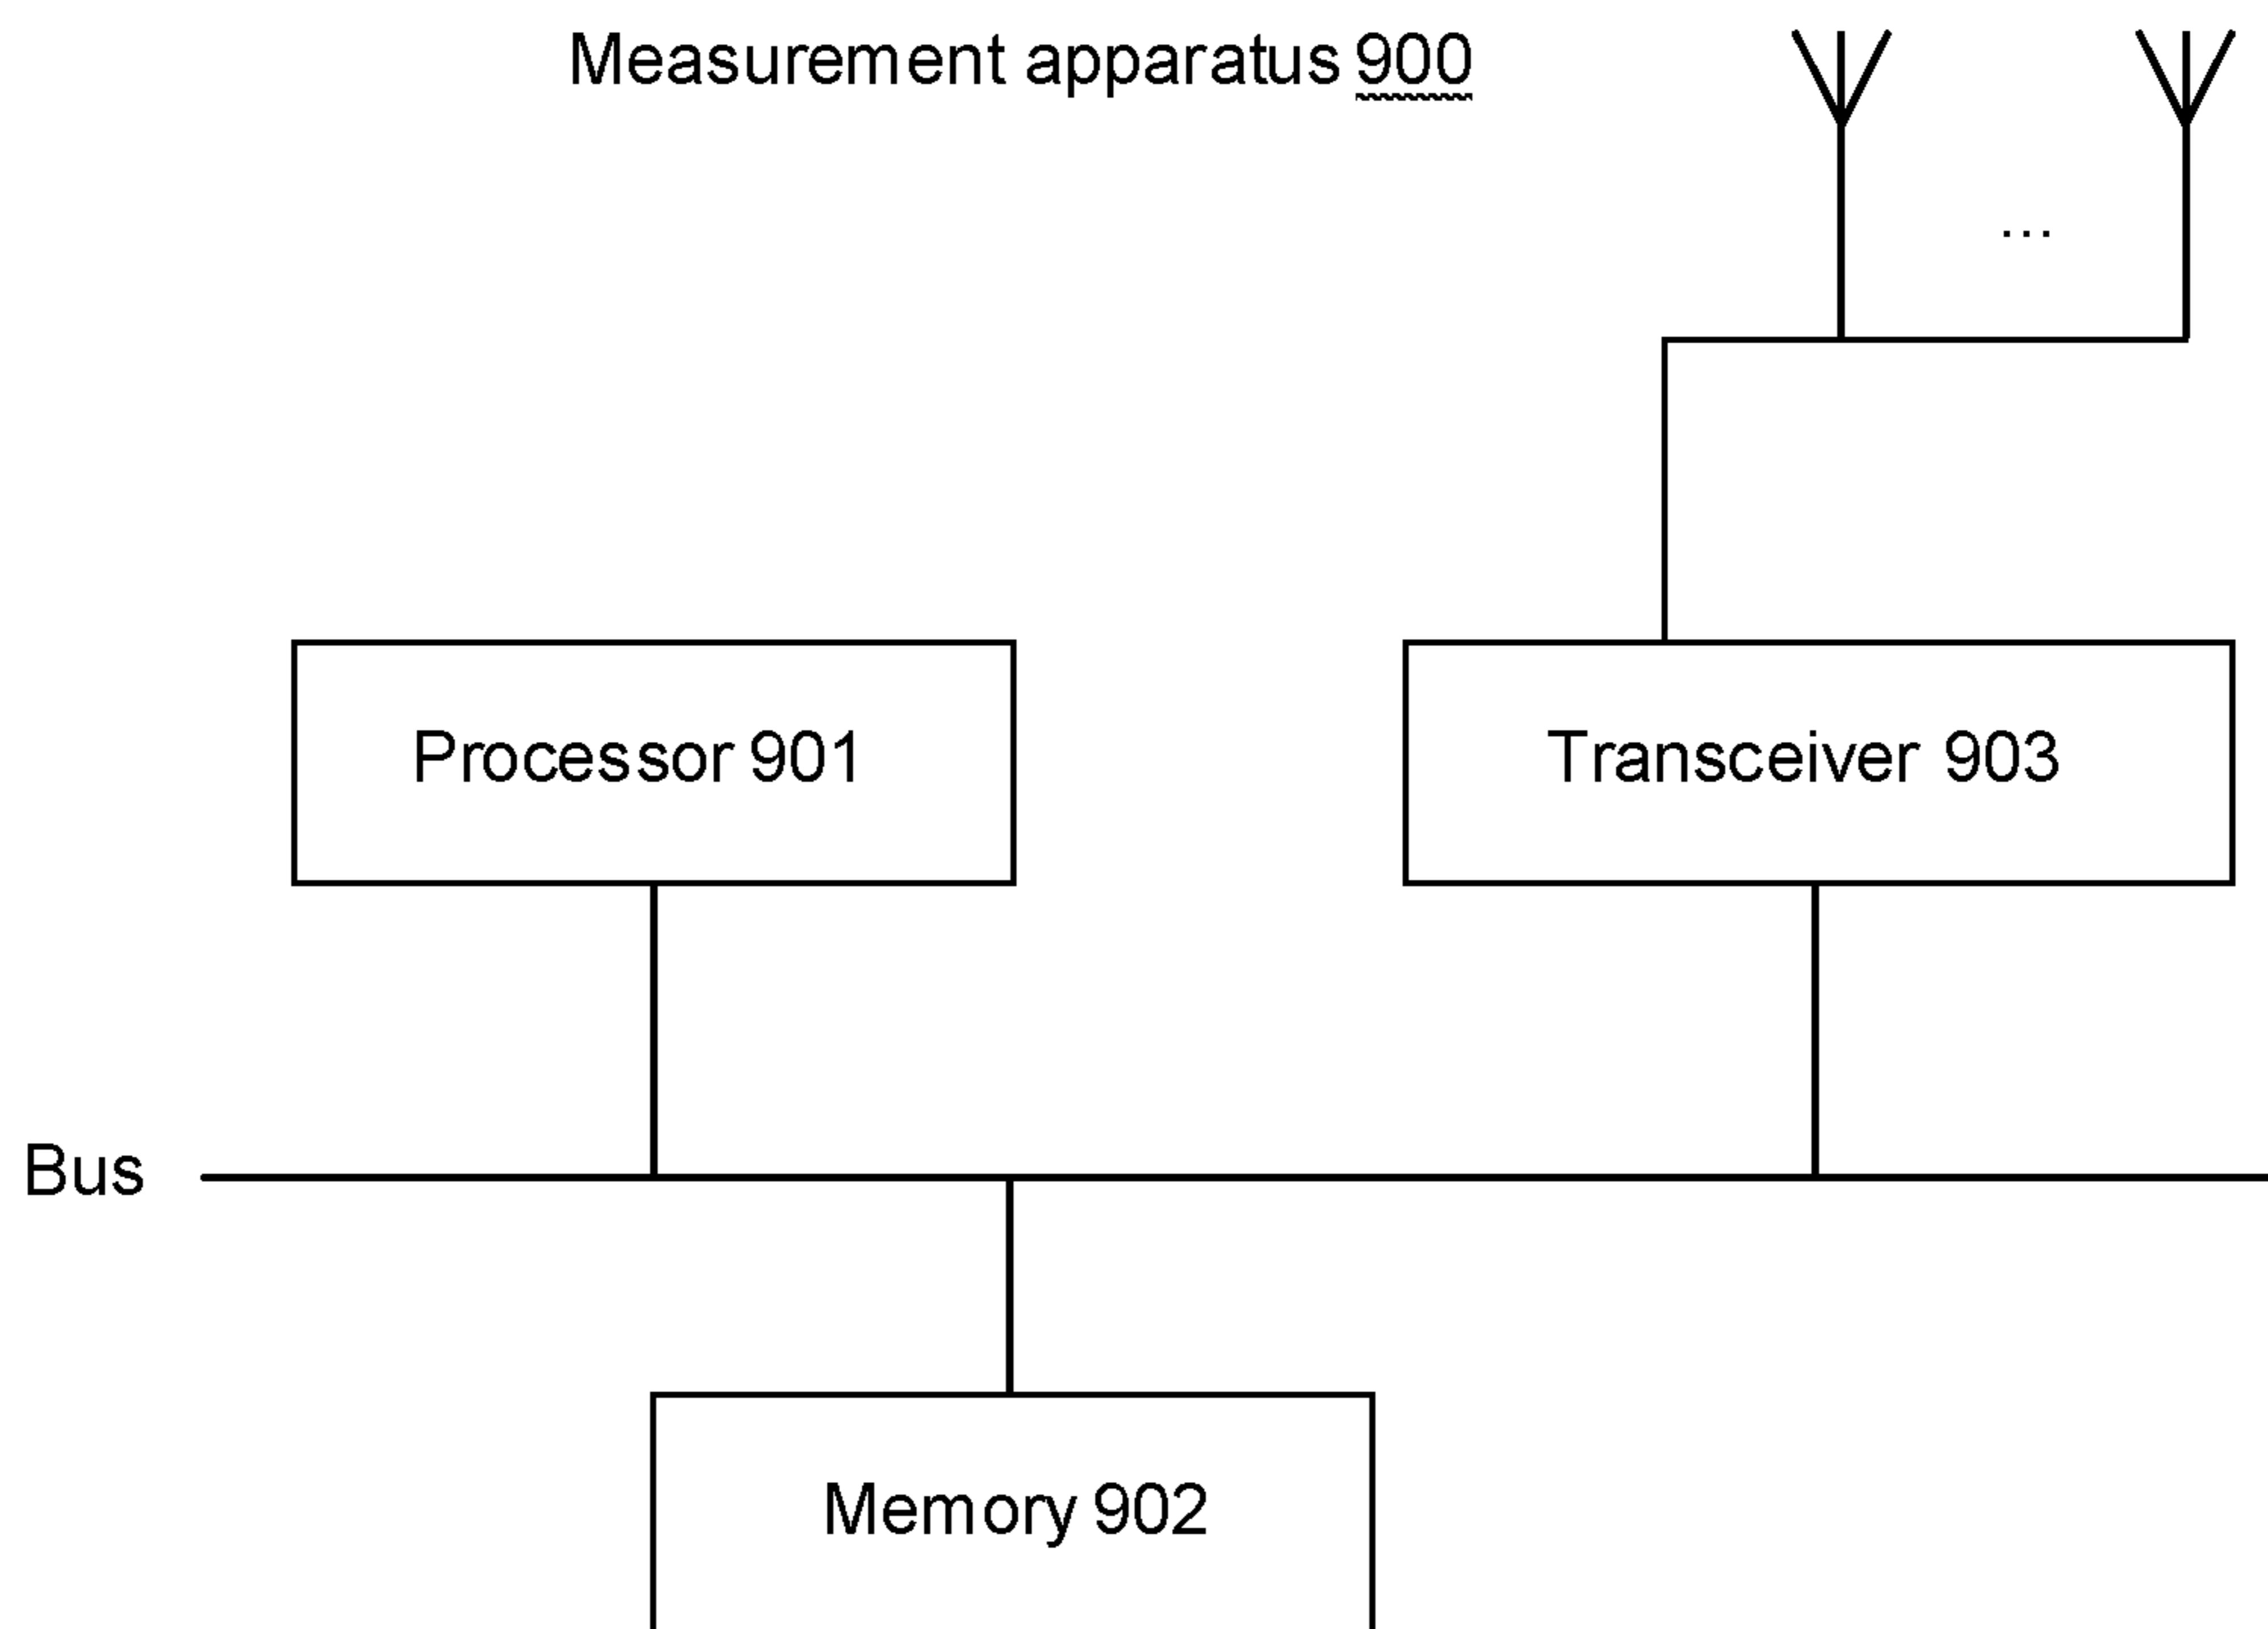 Measurement apparatus 900
...
Processor 901
Transceiver 903
Bus
Memory 902